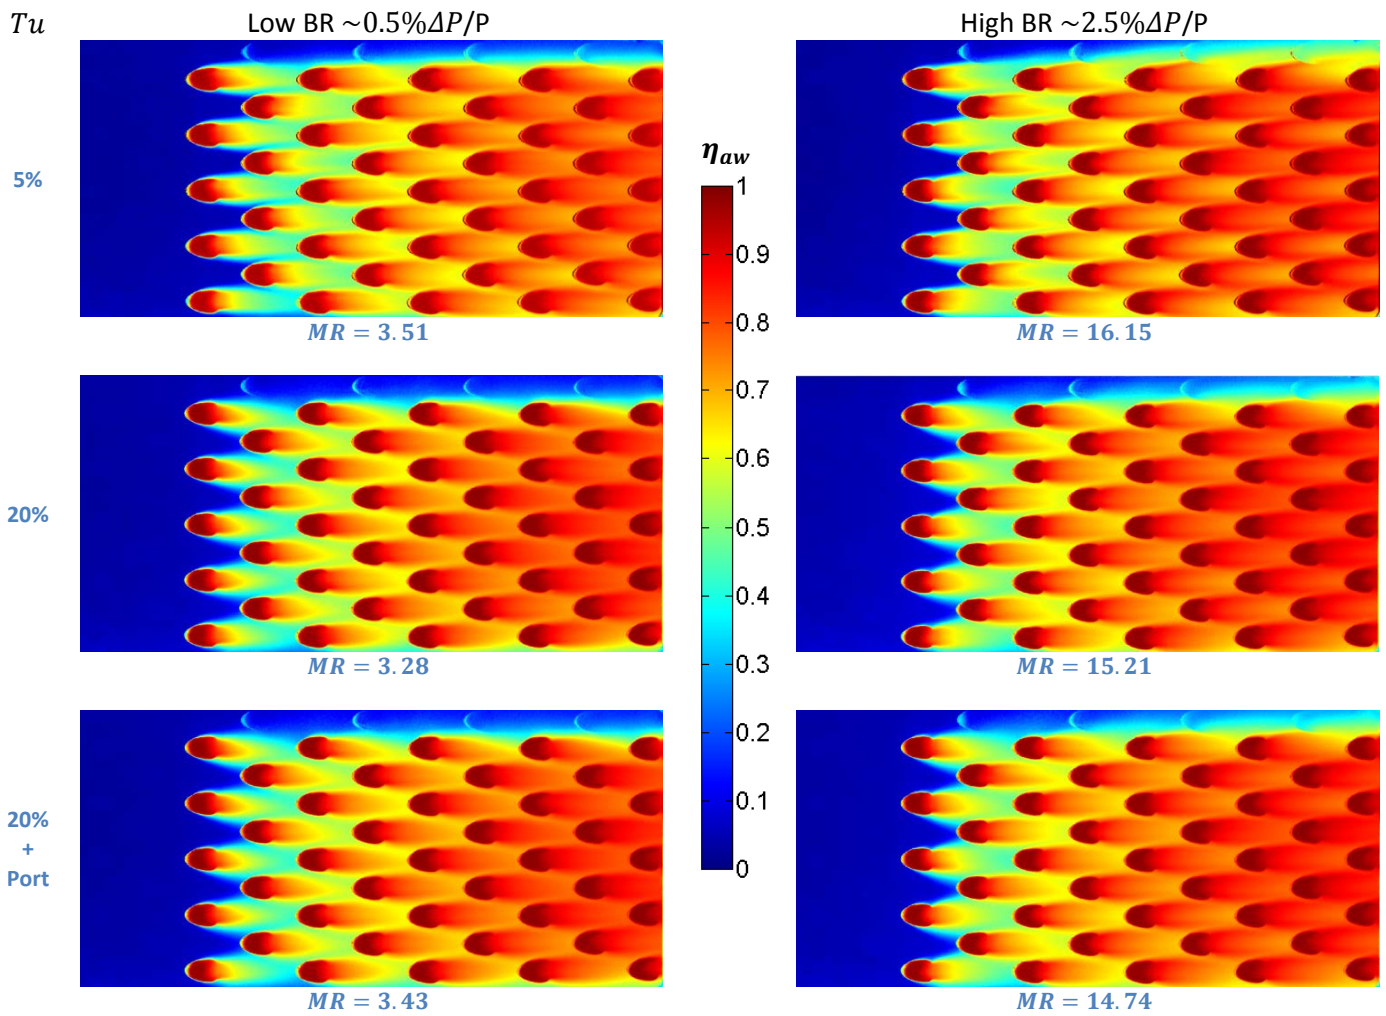 Tu
Low BR ~0.5%ΔP/P
High BR ~2.5%ΔP/P
5%
MR = 3.51
MR = 16.15
η_aw
1
0.9
0.8
0.7
0.6
0.5
0.4
0.3
0.2
0.1
0
20%
MR = 3.28
MR = 15.21
20%
+
Port
MR = 3.43
MR = 14.74